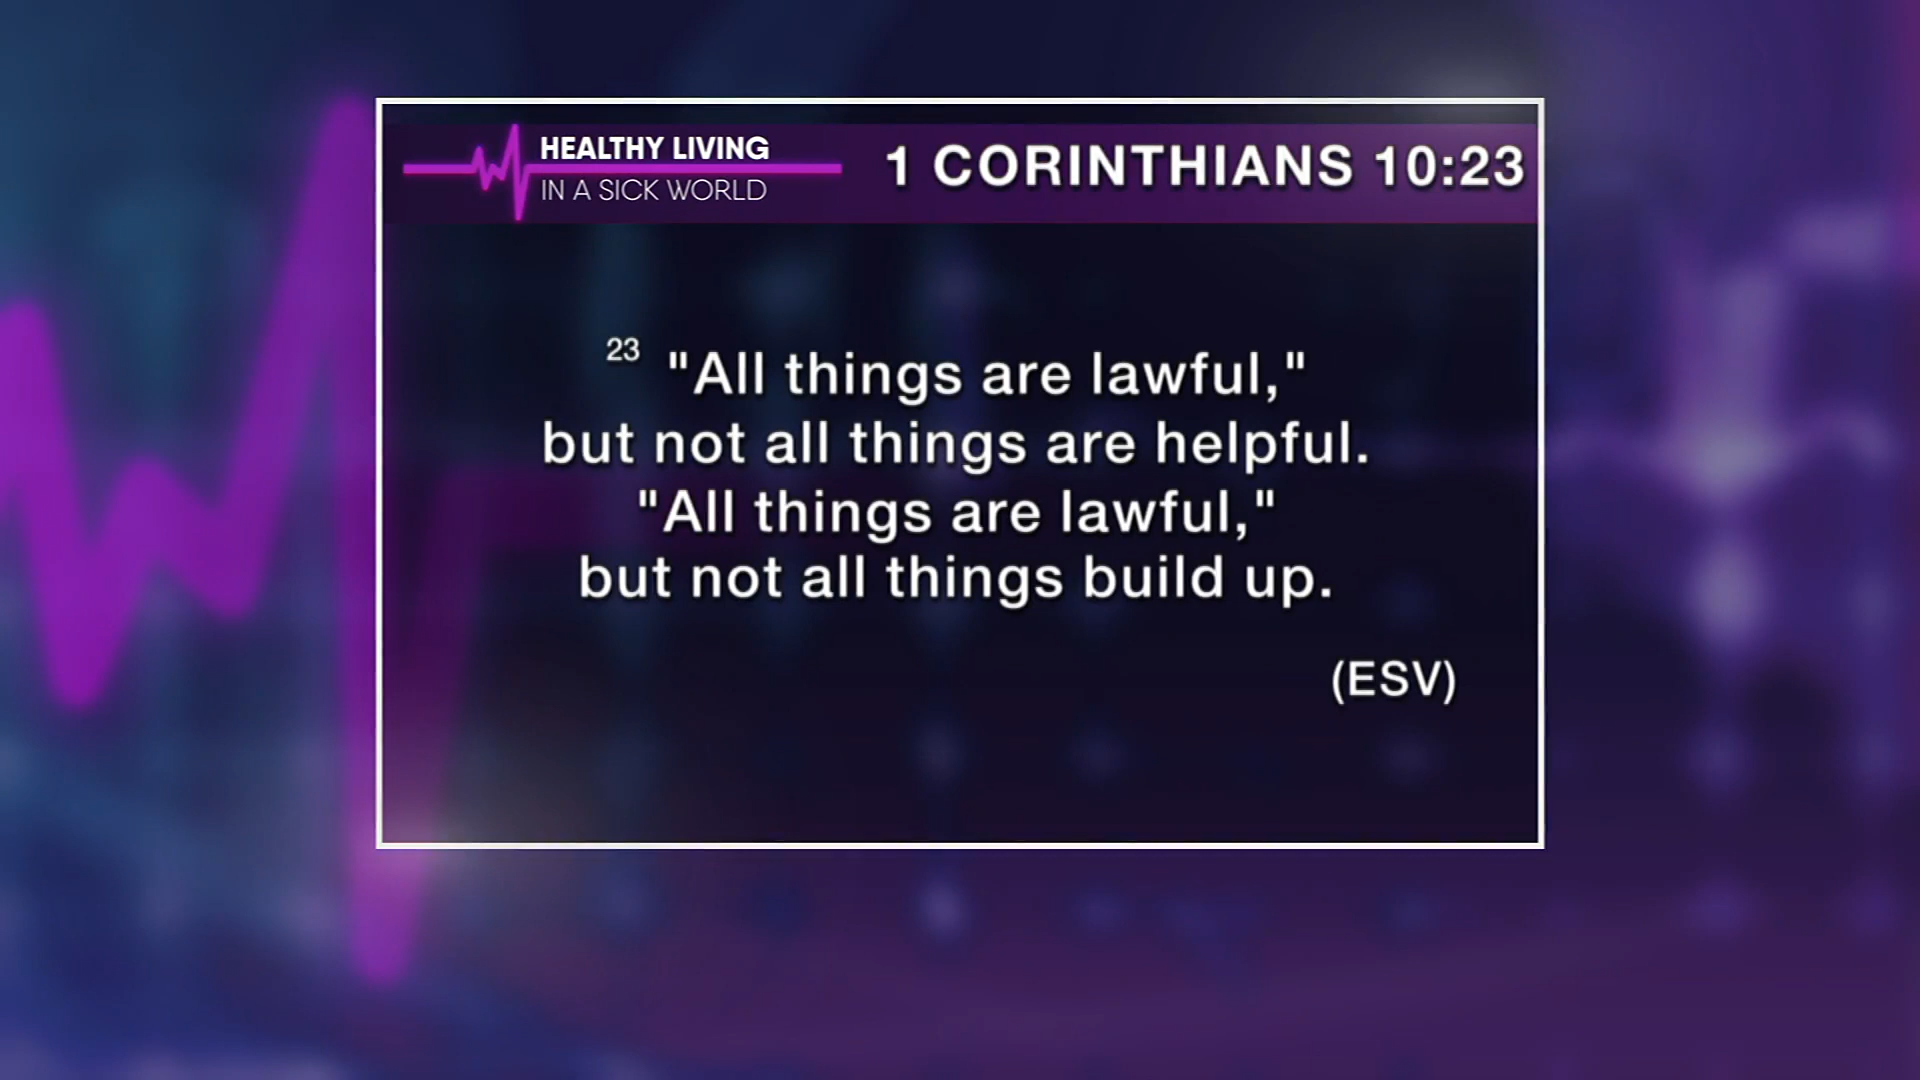 HEALTHY LIVING
IN A SICK WORLD
1 CORINTHIANS 10:23
23 "All things are lawful,"
but not all things are helpful.
"All things are lawful,"
but not all things build up.
(ESV)